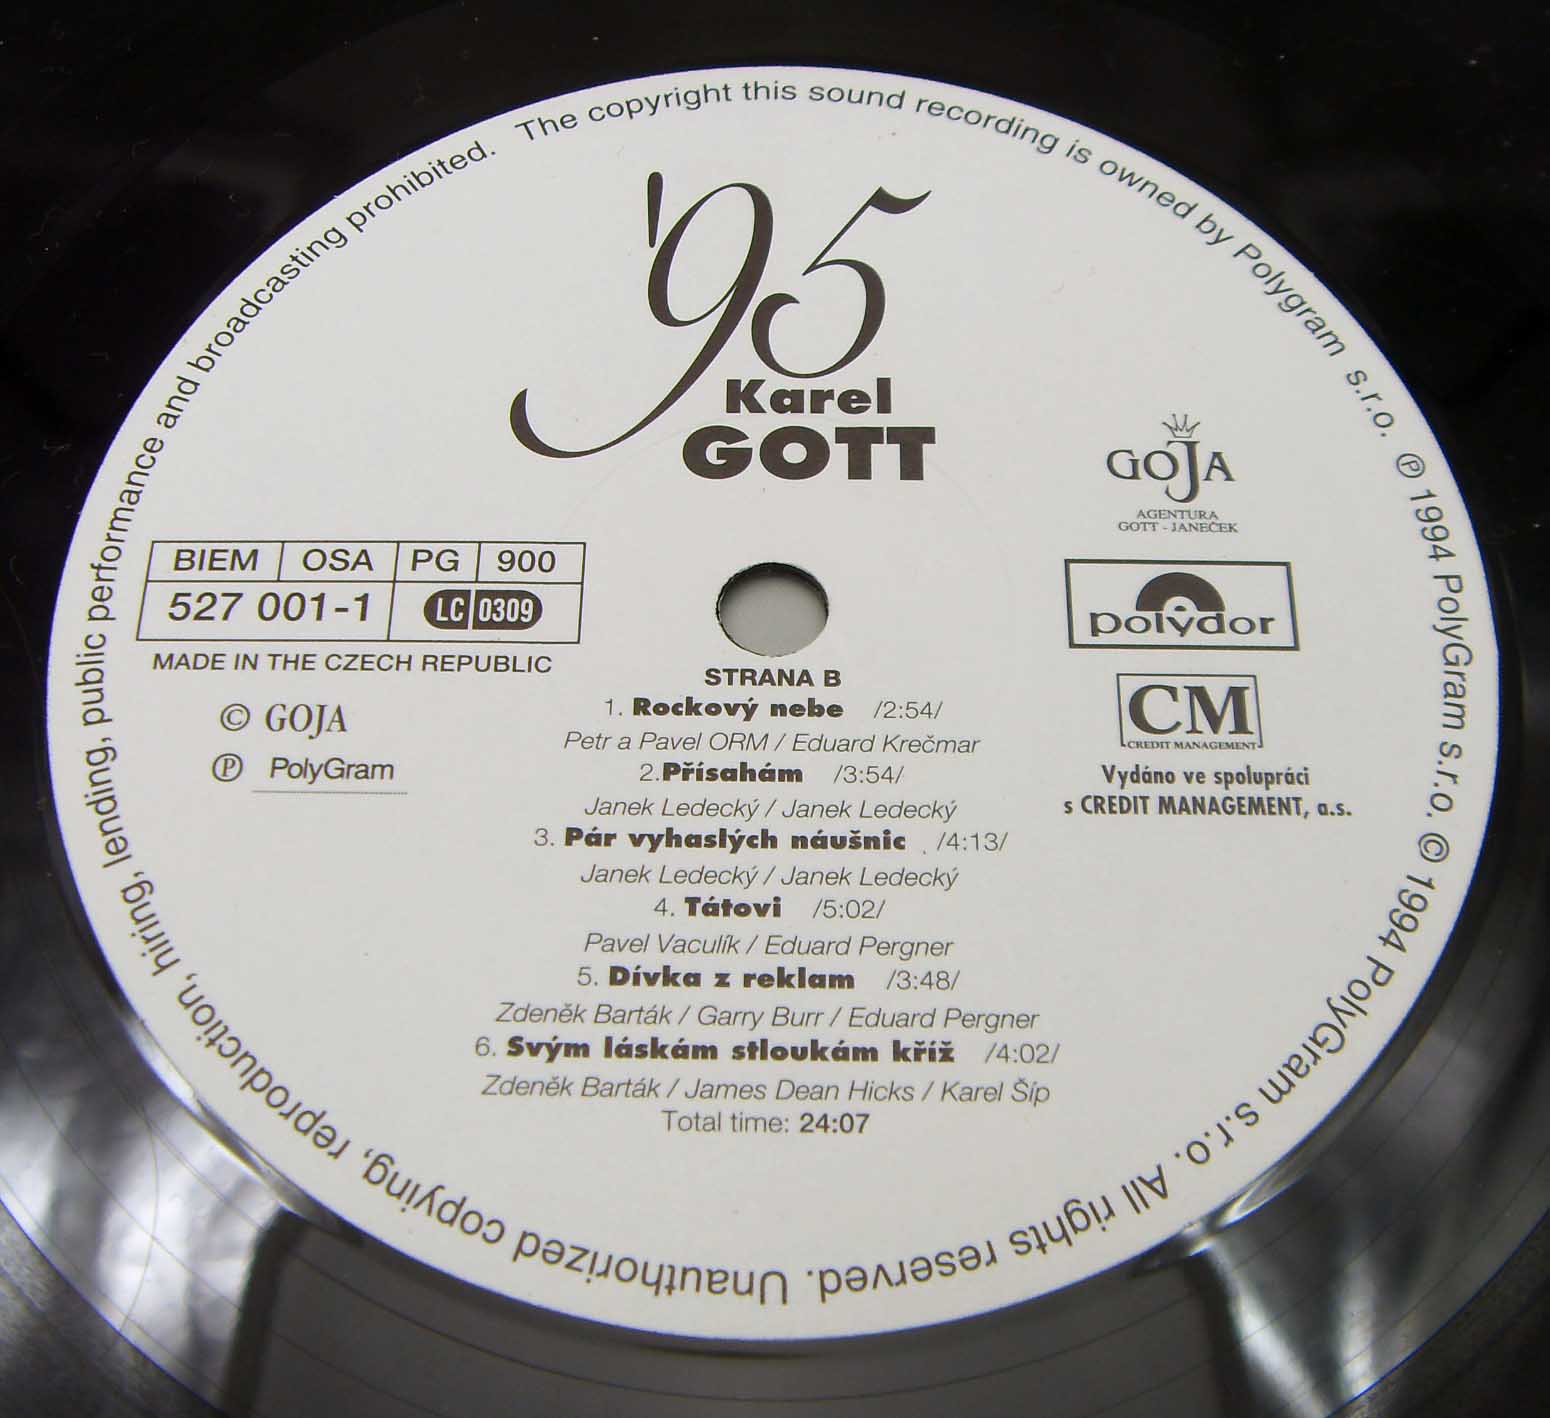 The copyright this sound recording is owned by Polygram s.r.o. ℗ 1994 PolyGram s.r.o. © 1994 PolyGram s.r.o. All rights reserved. Unauthorized copying, reproduction, hiring, lending, public performance and broadcasting prohibited.
'95
Karel
GOTT
GOJA
AGENTURA
GOTT - JANEČEK
BIEM OSA PG 900
527 001-1 LC 0309
MADE IN THE CZECH REPUBLIC
© GOJA
℗ PolyGram
polydor
CM
CREDIT MANAGEMENT
Vydáno ve spolupráci
s CREDIT MANAGEMENT, a.s.
STRANA B
1. Rockový nebe /2:54/
Petr a Pavel ORM / Eduard Krečmar
2.Přísahám /3:54/
Janek Ledecký / Janek Ledecký
3. Pár vyhaslých náušnic /4:13/
Janek Ledecký / Janek Ledecký
4. Tátovi /5:02/
Pavel Vaculík / Eduard Pergner
5. Dívka z reklam /3:48/
Zdeněk Barták / Garry Burr / Eduard Pergner
6. Svým láskám stloukám kříž /4:02/
Zdeněk Barták / James Dean Hicks / Karel Šíp
Total time: 24:07